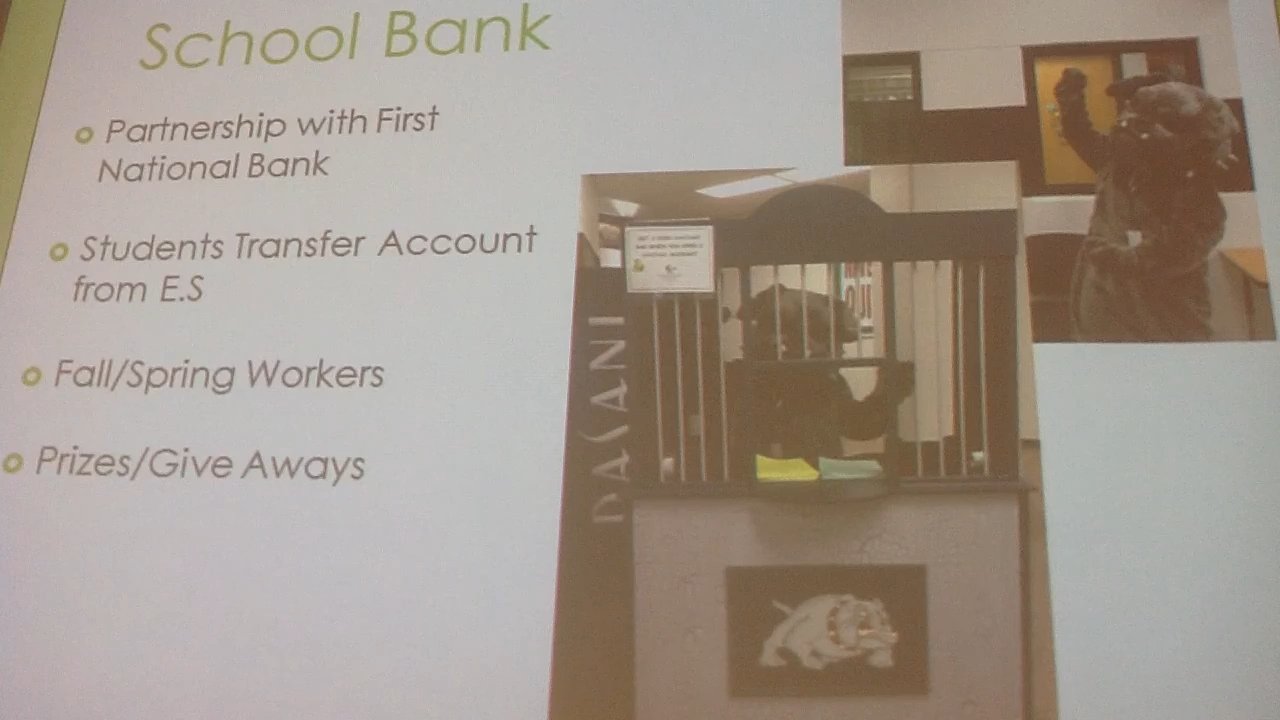 School Bank
Partnership with First
National Bank
Students Transfer Account
from E.S
Fall/Spring Workers
Prizes/Give Aways
DASANI